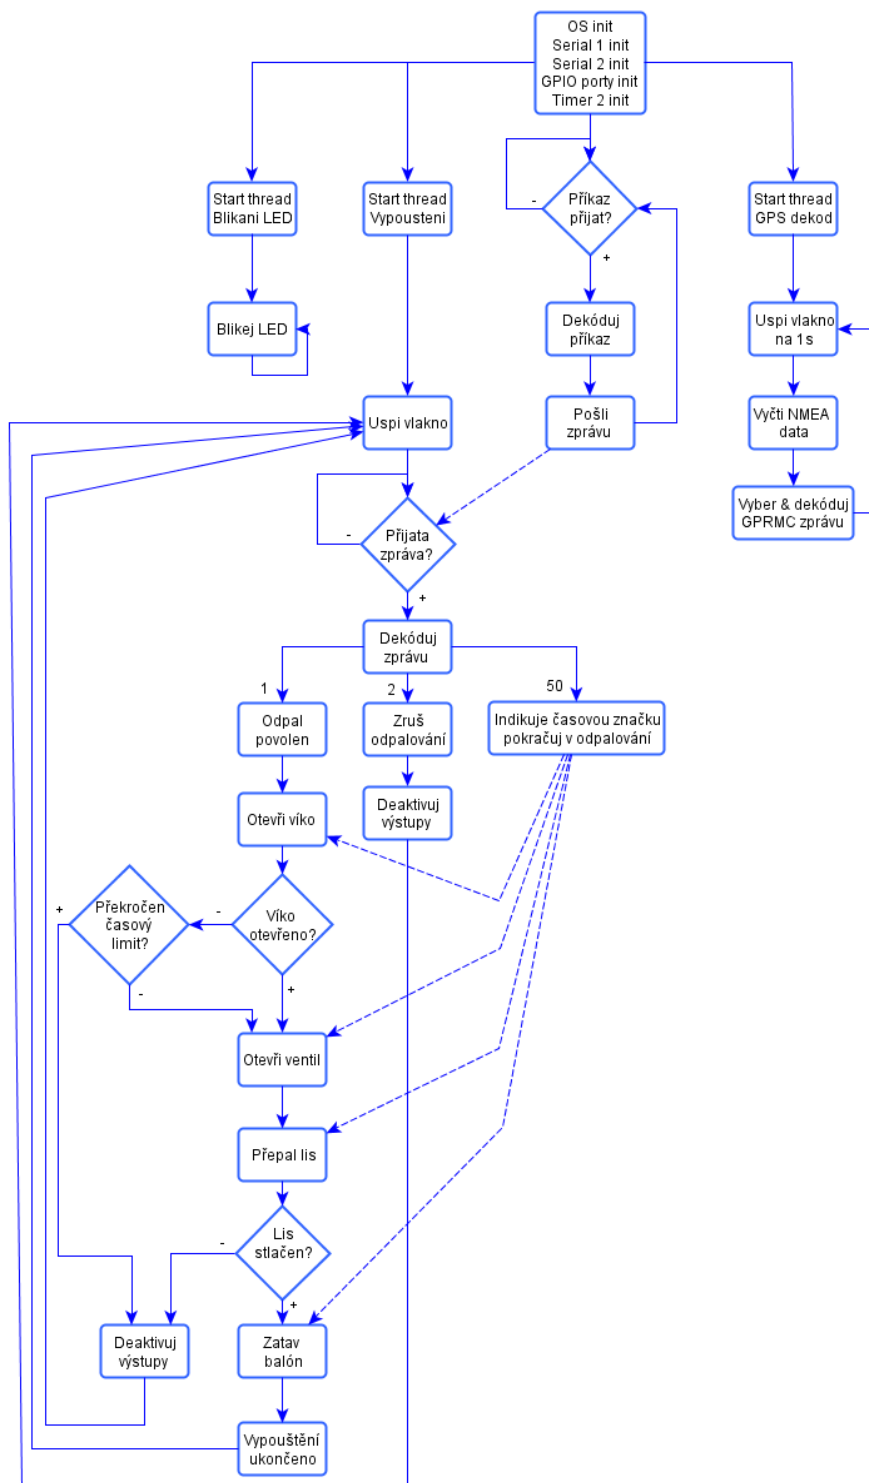 OS init
Serial 1 init
Serial 2 init
GPIO porty init
Timer 2 init
Start thread
Blikani LED
Start thread
Vypousteni
Příkaz
přijat?
-
+
Start thread
GPS dekod
Blikej LED
Dekóduj
příkaz
Uspi vlakno
na 1s
Uspi vlakno
Pošli
zprávu
Vyčti NMEA
data
Vyber & dekóduj
GPRMC zprávu
Přijata
zpráva?
-
+
Dekóduj
zprávu
1
2
50
Odpal
povolen
Zruš
odpalování
Indikuje časovou značku
pokračuj v odpalování
Otevři víko
Deaktivuj
výstupy
Překročen
časový
limit?
+
-
Víko
otevřeno?
-
+
Otevři ventil
Přepal lis
Lis
stlačen?
-
+
Deaktivuj
výstupy
Zatav
balón
Vypouštění
ukončeno